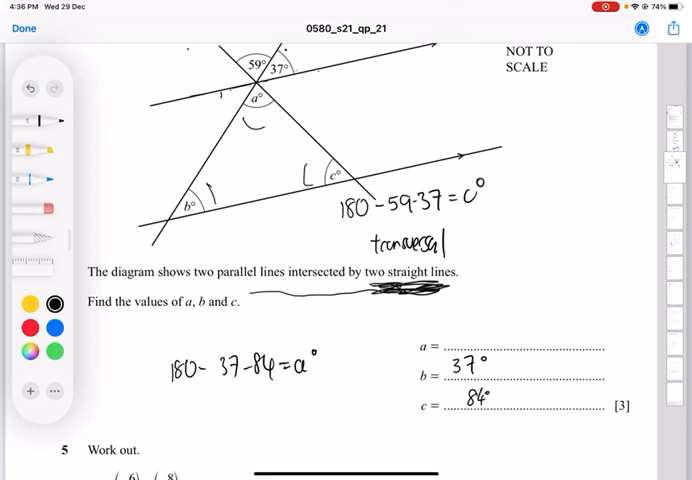 4:36 PM Wed 29 Dec
74%
Done
0580_s21_qp_21
NOT TO
SCALE
59°
37°
a°
c°
b°
180-59-37=c°
transversal
The diagram shows two parallel lines intersected by two straight lines.
Find the values of a, b and c.
180-37-84=a°
a =
b = 37°
c = 84°
[3]
5 Work out.
6 8